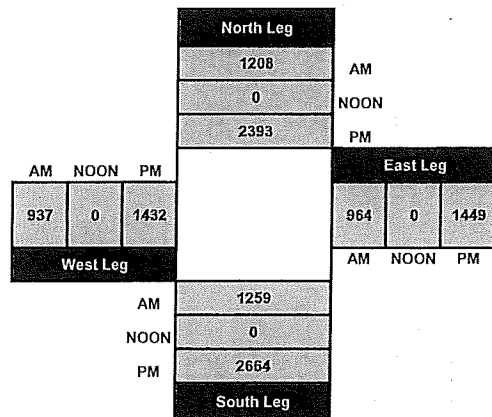 North Leg
1208 AM
0 NOON
2393 PM
AM NOON PM
937 0 1432
West Leg
East Leg
964 0 1449
AM NOON PM
AM 1259
NOON 0
PM 2664
South Leg